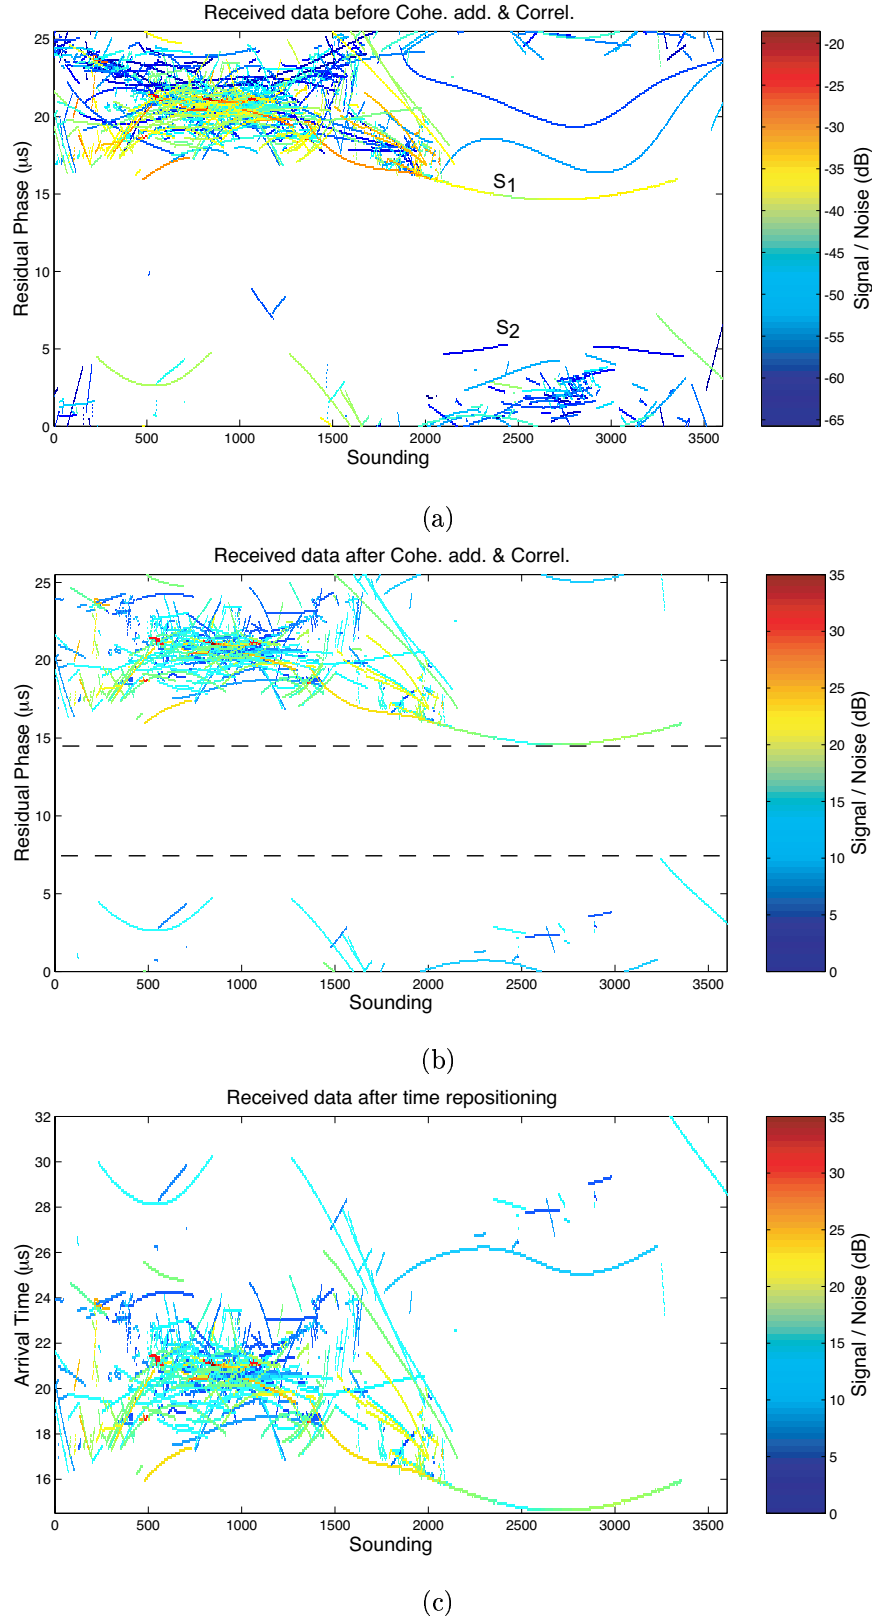 Received data before Cohe. add. & Correl.
Residual Phase (μs)
25
20
15
10
5
0
S1
S2
0 500 1000 1500 2000 2500 3000 3500
Sounding
-20
-25
-30
-35
-40
-45
-50
-55
-60
-65
Signal / Noise (dB)
(a)
Received data after Cohe. add. & Correl.
Residual Phase (μs)
25
20
15
10
5
0
0 500 1000 1500 2000 2500 3000 3500
Sounding
35
30
25
20
15
10
5
0
Signal / Noise (dB)
(b)
Received data after time repositioning
Arrival Time (μs)
32
30
28
26
24
22
20
18
16
0 500 1000 1500 2000 2500 3000 3500
Sounding
35
30
25
20
15
10
5
0
Signal / Noise (dB)
(c)